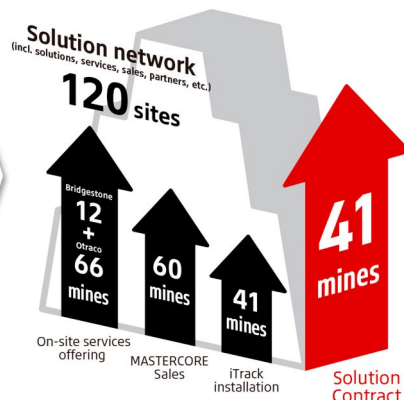 Solution network
(incl. solutions, services, sales, partners, etc.)
120 sites
Bridgestone
12
+
Otraco
66
mines
60
mines
41
mines
41
mines
On-site services
offering
MASTERCORE
Sales
iTrack
installation
Solution
Contract